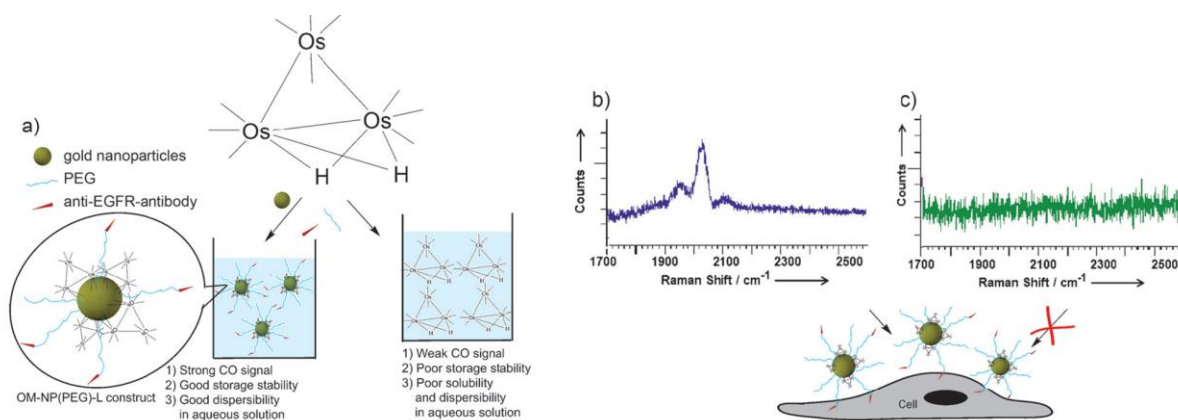 Os
Os
Os
H
H
a)
gold nanoparticles
PEG
anti-EGFR-antibody
OM-NP(PEG)-L construct
1) Strong CO signal
2) Good storage stability
3) Good dispersibility
in aqueous solution
H
H
H
H
H
H
H
H
1) Weak CO signal
2) Poor storage stability
3) Poor solubility
and dispersibility
in aqueous solution
b)
Counts
1700 1900 2100 2300 2500
Raman Shift / cm-1
c)
Counts
1700 1900 2100 2300 2500
Raman Shift / cm-1
Cell